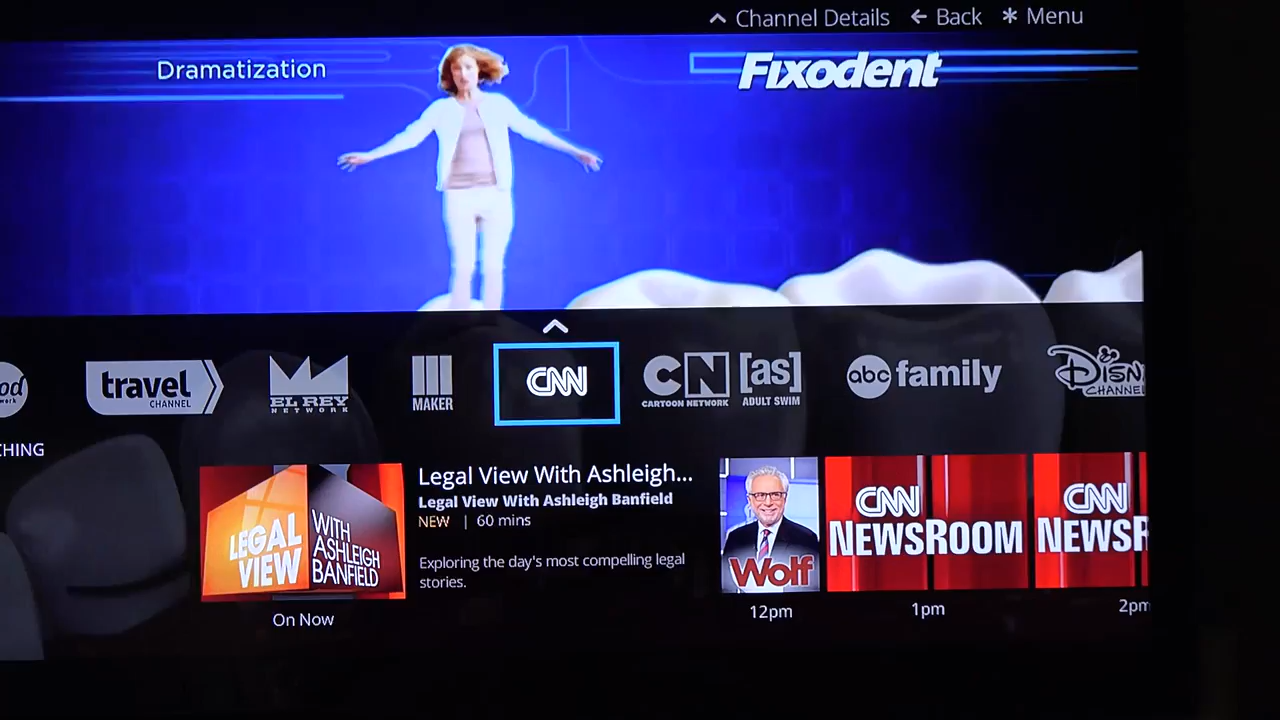 ^ Channel Details ← Back * Menu
Dramatization
Fixodent
travel
CHANNEL
EL REY
NETWORK
MAKER
CNN
CN
CARTOON NETWORK
[as]
ADULT SWIM
abc family
DISN
CHANNEL
CHING
LEGAL
VIEW
WITH
ASHLEIGH
BANFIELD
On Now
Legal View With Ashleigh...
Legal View With Ashleigh Banfield
NEW | 60 mins
Exploring the day's most compelling legal
stories.
Wolf
12pm
CNN
NEWSROOM
1pm
CNN
NEWSR
2pm